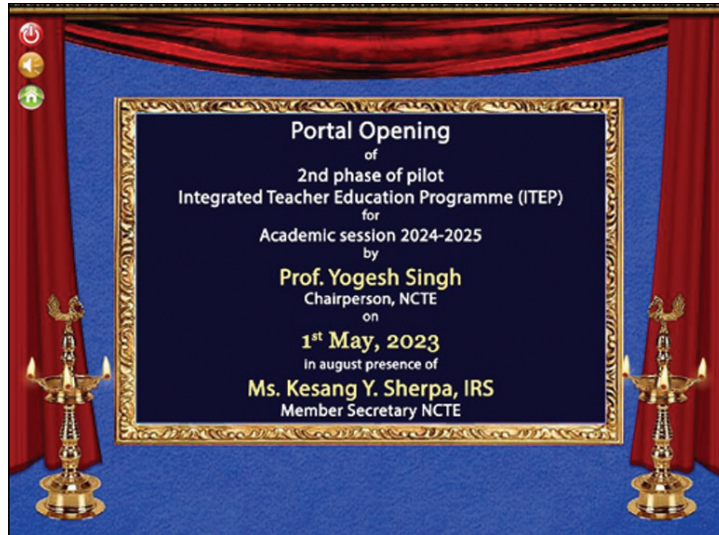 Portal Opening
of
2nd phase of pilot
Integrated Teacher Education Programme (ITEP)
for
Academic session 2024-2025
by
Prof. Yogesh Singh
Chairperson, NCTE
on
1st May, 2023
in august presence of
Ms. Kesang Y. Sherpa, IRS
Member Secretary NCTE